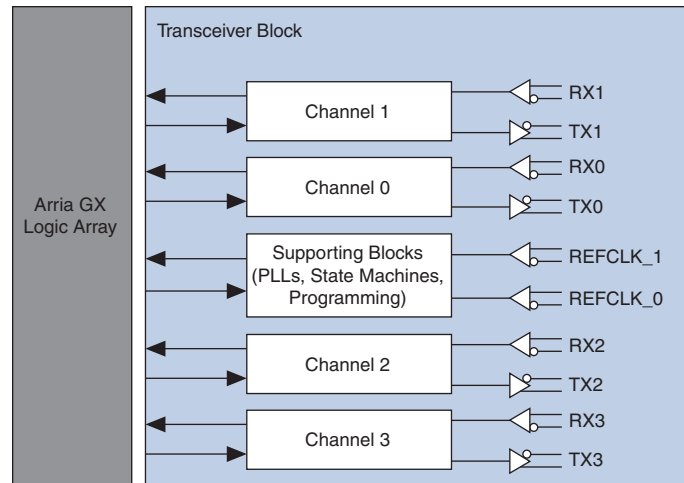 Transceiver Block
Arria GX
Logic Array
Channel 1
RX1
TX1
Channel 0
RX0
TX0
Supporting Blocks
(PLLs, State Machines,
Programming)
REFCLK_1
REFCLK_0
Channel 2
RX2
TX2
Channel 3
RX3
TX3